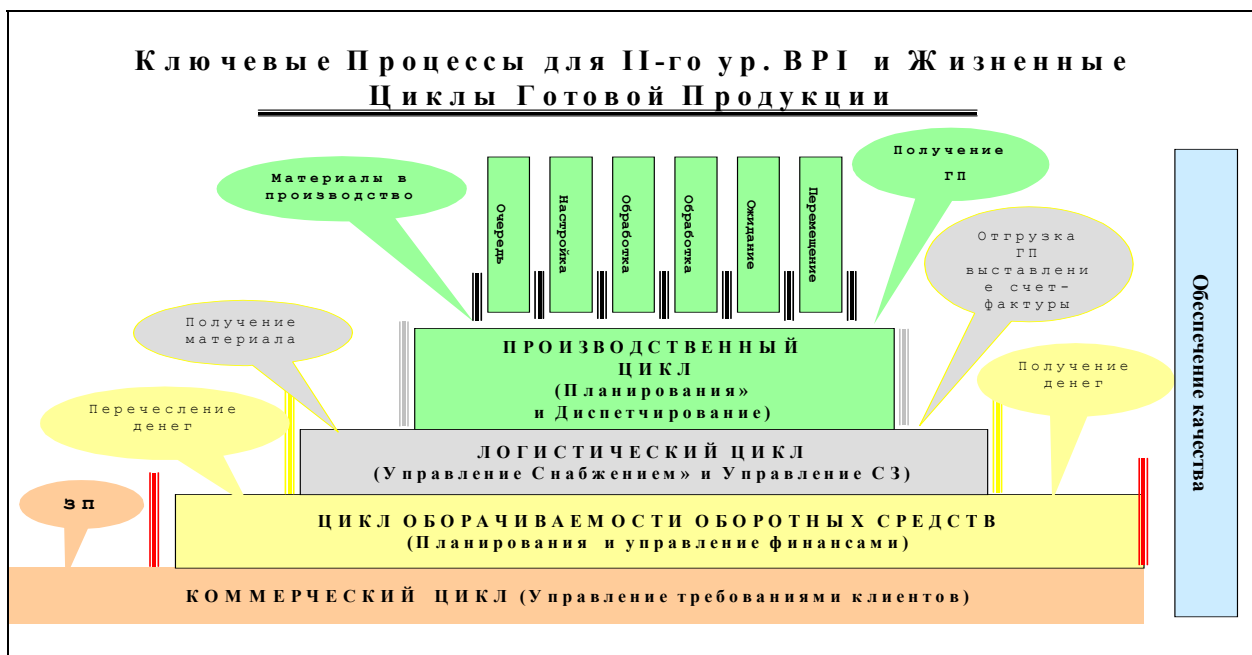 Ключевые Процессы для II-го ур. BPI и Жизненные
Циклы Готовой Продукции
Материалы в
производство
Очередь
Настройка
Обработка
Обработка
Ожидание
Перемещение
Получение
ГП
Отгрузка
ГП
выставлени
е счет-
фактуры
Получение
материала
ПРОИЗВОДСТВЕННЫЙ
ЦИКЛ
(Планирования»
и Диспетчирование)
Получение
денег
Перечесление
денег
ЛОГИСТИЧЕСКИЙ ЦИКЛ
(Управление Снабжением» и Управление СЗ)
ЗП
ЦИКЛ ОБОРАЧИВАЕМОСТИ ОБОРОТНЫХ СРЕДСТВ
(Планирования и управление финансами)
КОММЕРЧЕСКИЙ ЦИКЛ (Управление требованиями клиентов)
Обеспечение качества